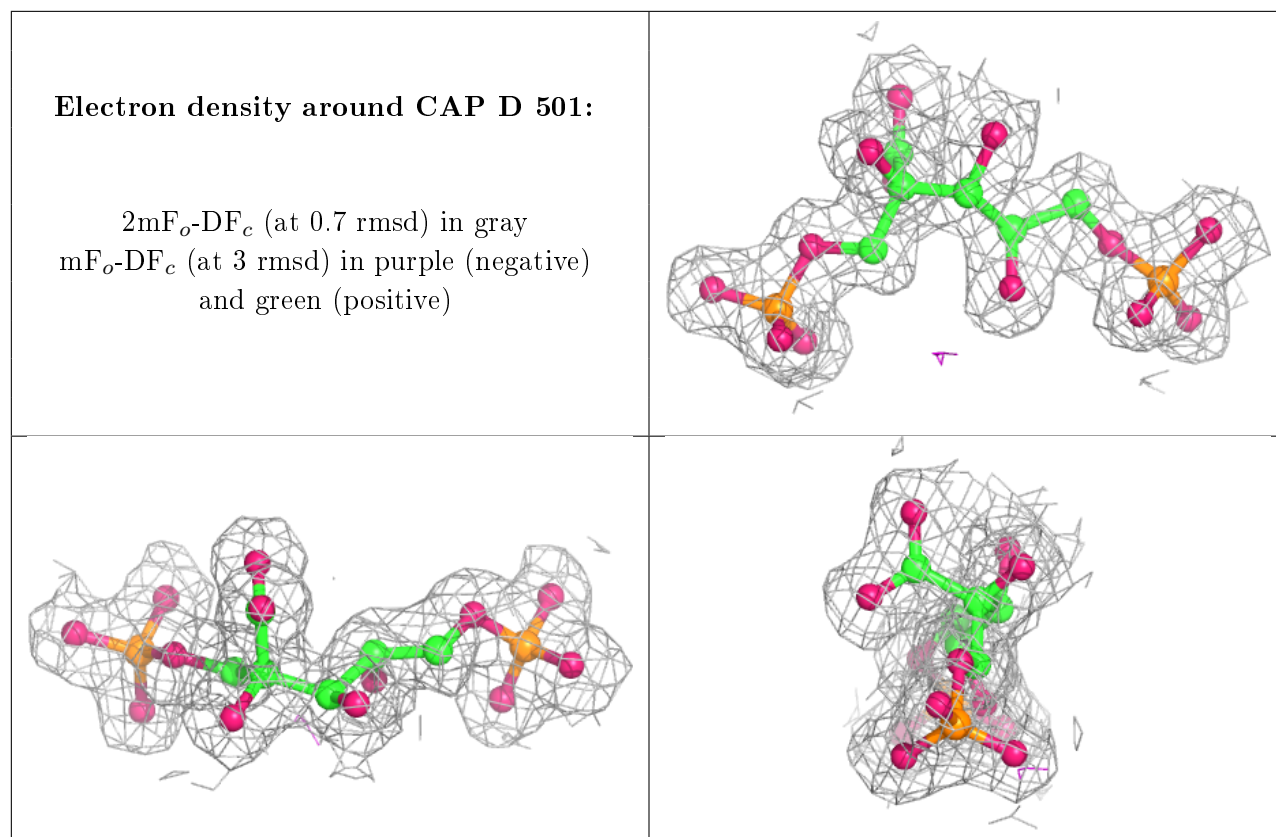 Electron density around CAP D 501:
2mFₒ-DF𝒸 (at 0.7 rmsd) in gray
mFₒ-DF𝒸 (at 3 rmsd) in purple (negative)
and green (positive)